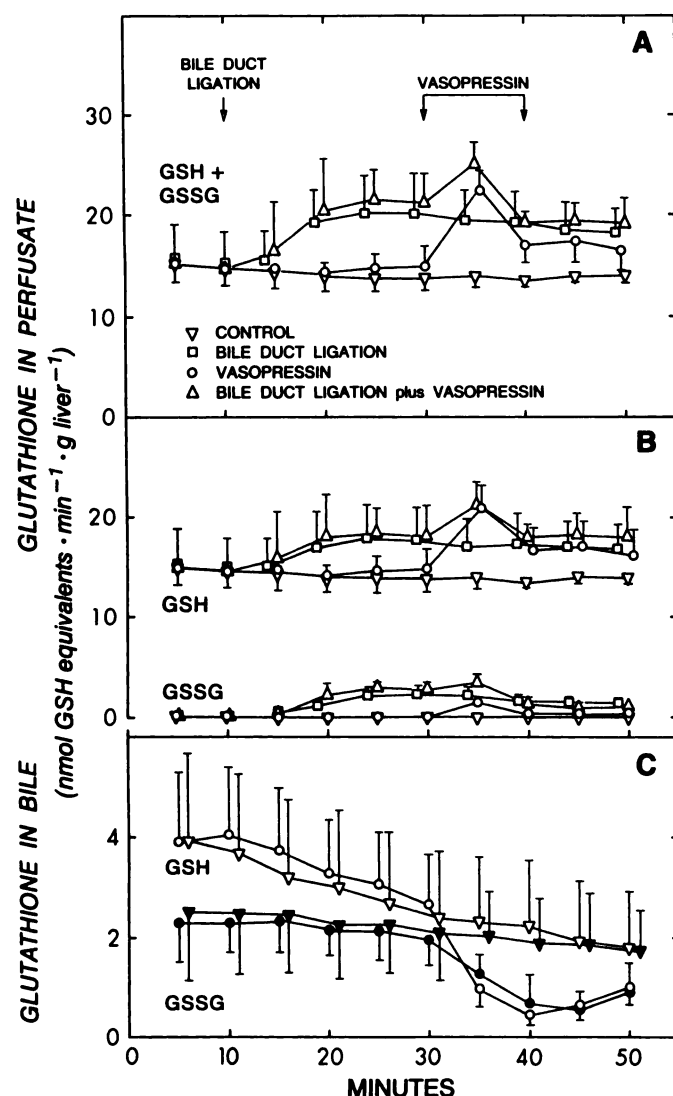 A
BILE DUCT
LIGATION
VASOPRESSIN
30
GSH +
GSSG
20
10
▽ CONTROL
□ BILE DUCT LIGATION
○ VASOPRESSIN
△ BILE DUCT LIGATION plus VASOPRESSIN
0
GLUTATHIONE IN PERFUSATE
(nmol GSH equivalents · min⁻¹ · g liver⁻¹)
B
20
10
GSH
GSSG
0
GLUTATHIONE IN BILE
C
4
GSH
2
GSSG
0
0 10 20 30 40 50
MINUTES